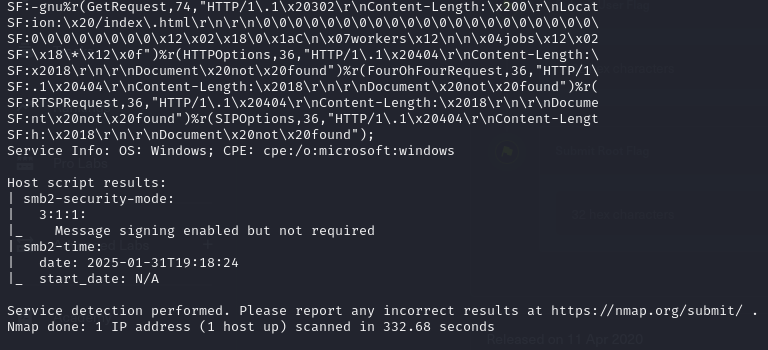 SF:-gnu%r(GetRequest,74,"HTTP/1\.1\x20302\r\nContent-Length:\x200\r\nLocat
SF:ion:\x20/index\.html\r\n\r\n\0\0\0\0\0\0\0\0\0\0\0\0\0\0\0\0\0\0\0\0\0\
SF:0\0\0\0\0\0\0\x12\x02\x18\0\x1aC\n\x07workers\x12\n\n\x04jobs\x12\x02
SF:\x18\*\x12\x0f")%r(HTTPOptions,36,"HTTP/1\.1\x20404\r\nContent-Length:\
SF:x2018\r\n\r\nDocument\x20not\x20found")%r(FourOhFourRequest,36,"HTTP/1\
SF:.1\x20404\r\nContent-Length:\x2018\r\n\r\nDocument\x20not\x20found")%r(
SF:RTSPRequest,36,"HTTP/1\.1\x20404\r\nContent-Length:\x2018\r\n\r\nDocume
SF:nt\x20not\x20found")%r(SIPOptions,36,"HTTP/1\.1\x20404\r\nContent-Lengt
SF:h:\x2018\r\n\r\nDocument\x20not\x20found");
Service Info: OS: Windows; CPE: cpe:/o:microsoft:windows
Host script results:
| smb2-security-mode:
|   3:1:1:
|_    Message signing enabled but not required
| smb2-time:
|   date: 2025-01-31T19:18:24
|_  start_date: N/A
Service detection performed. Please report any incorrect results at https://nmap.org/submit/ .
Nmap done: 1 IP address (1 host up) scanned in 332.68 seconds